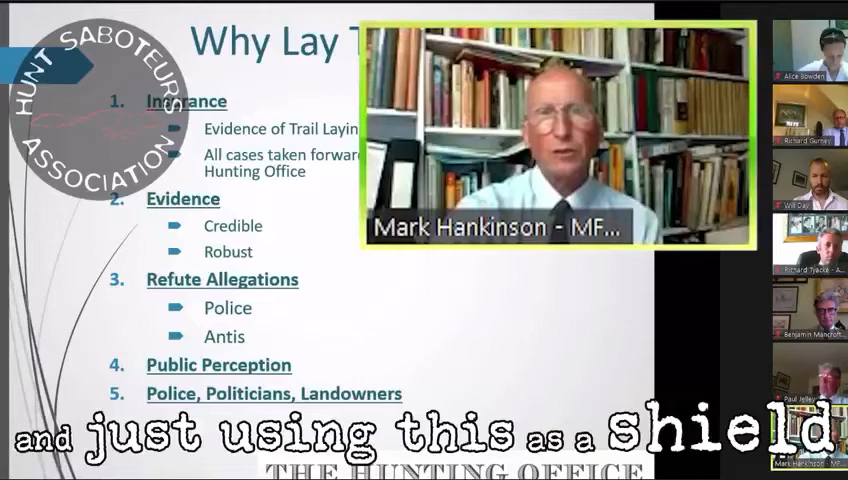 HUNT SABOTEURS ASSOCIATION
Why Lay T
1. Insurance
Evidence of Trail Layin
All cases taken forward
Hunting Office
2. Evidence
Credible
Robust
3. Refute Allegations
Police
Antis
4. Public Perception
5. Police, Politicians, Landowners
Mark Hankinson - MF...
Alice Bowden
Richard Gurney
Will Day
Richard Tyacke - A...
Benjamin Mancroft
Paul Jelley
Mark Hankinson - MF...
and just using this as a shield
THE HUNTING OFFICE